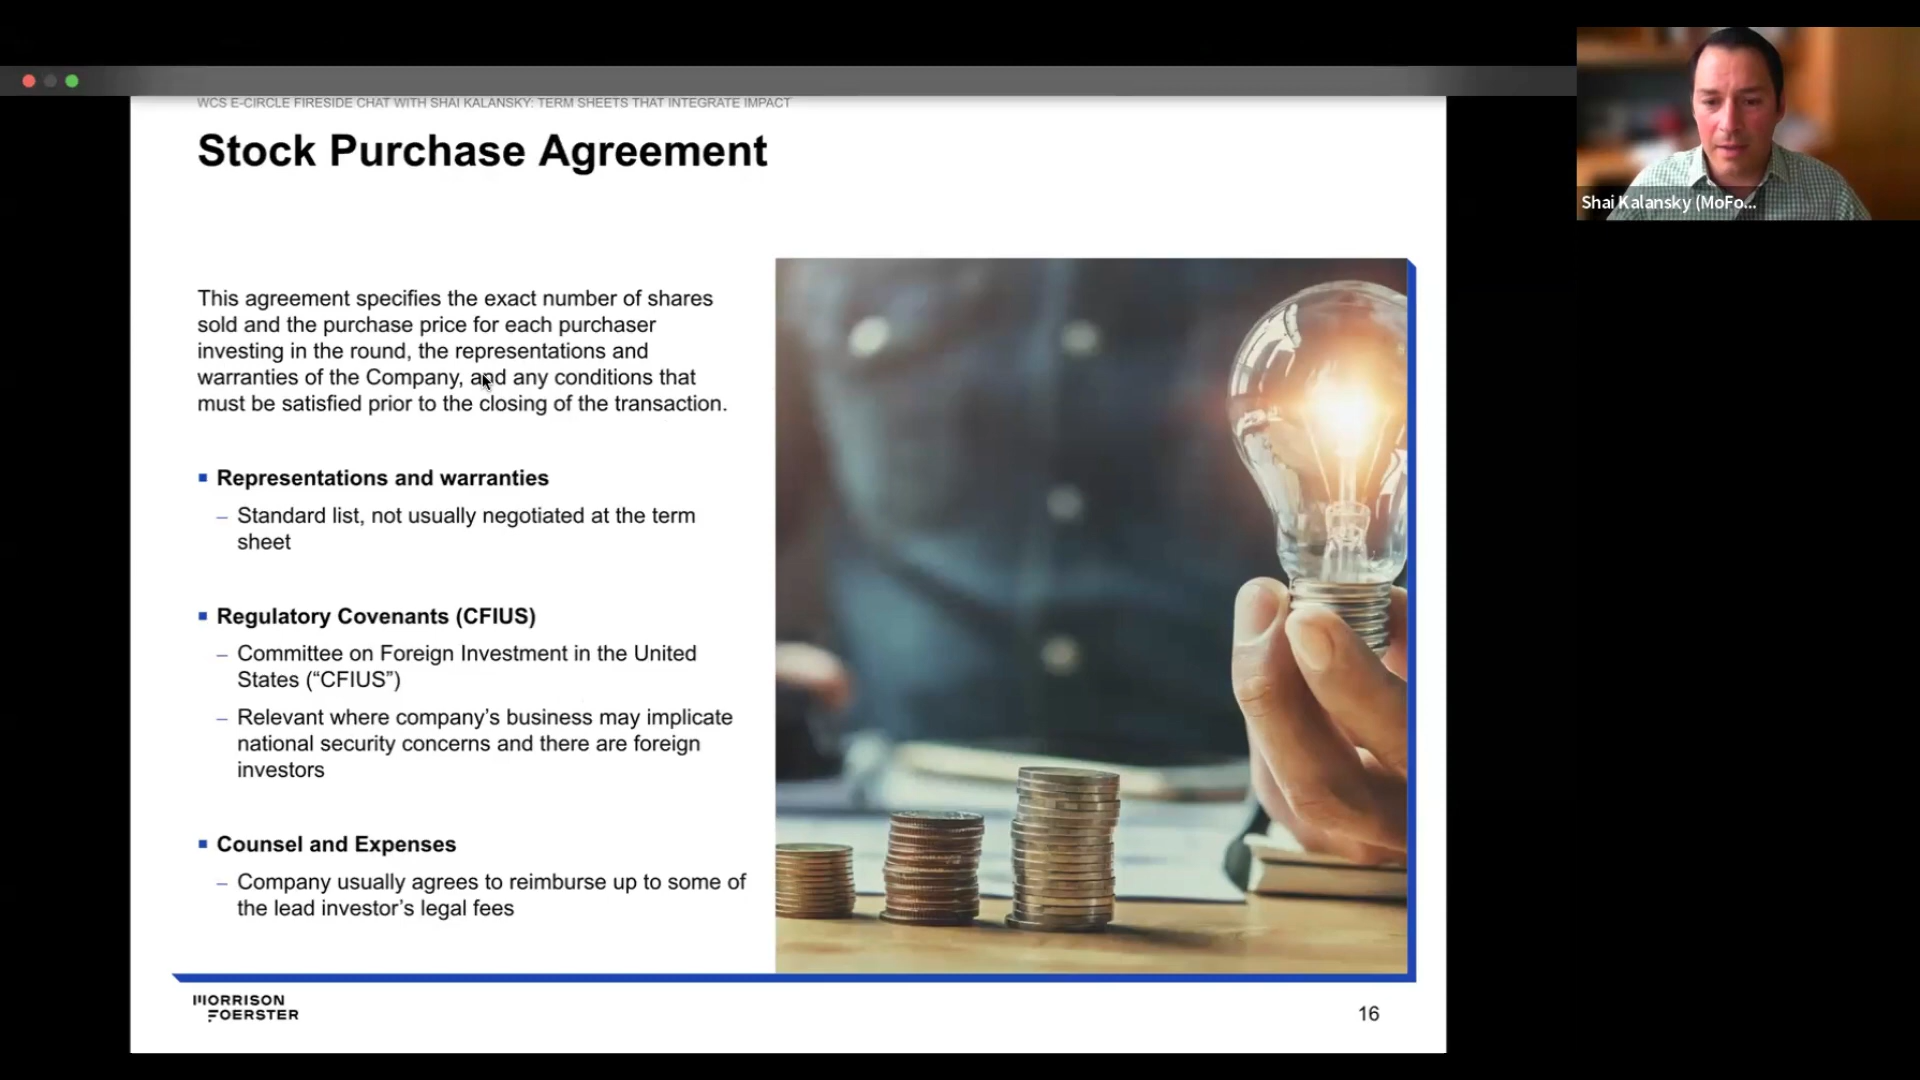 WCS E-CIRCLE FIRESIDE CHAT WITH SHAI KALANSKY: TERM SHEETS THAT INTEGRATE IMPACT
Stock Purchase Agreement
Shai Kalansky (MoFo...
This agreement specifies the exact number of shares
sold and the purchase price for each purchaser
investing in the round, the representations and
warranties of the Company, and any conditions that
must be satisfied prior to the closing of the transaction.
▪ Representations and warranties
– Standard list, not usually negotiated at the term
sheet
▪ Regulatory Covenants (CFIUS)
– Committee on Foreign Investment in the United
States (“CFIUS”)
– Relevant where company’s business may implicate
national security concerns and there are foreign
investors
▪ Counsel and Expenses
– Company usually agrees to reimburse up to some of
the lead investor’s legal fees
MORRISON
FOERSTER
16